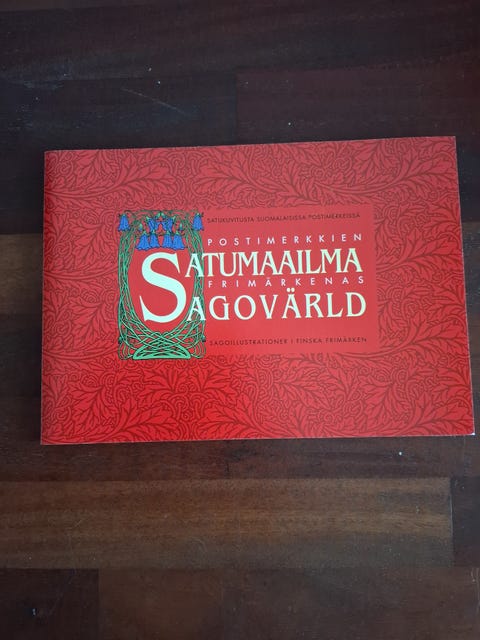 SATUKUVITUSTA SUOMALAISISSA POSTIMERKEISSÄ
POSTIMERKKIEN
SATUMAAILMA
FRIMÄRKENAS
SAGOVÄRLD
SAGOILLUSTRATIONER I FINSKA FRIMÄRKEN